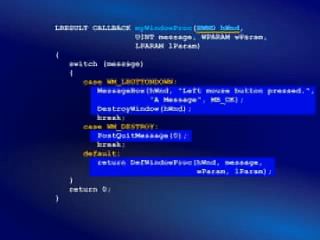 LRESULT CALLBACK myWindowProc(HWND hWnd,
UINT message, WPARAM wParam,
LPARAM lParam)
{
switch (message)
{
case WM_LBUTTONDOWN:
MessageBox(hWnd, "Left mouse button pressed.",
"A Message", MB_OK);
DestroyWindow(hWnd);
break;
case WM_DESTROY:
PostQuitMessage(0);
break;
default:
return DefWindowProc(hWnd, message,
wParam, lParam);
}
return 0;
}